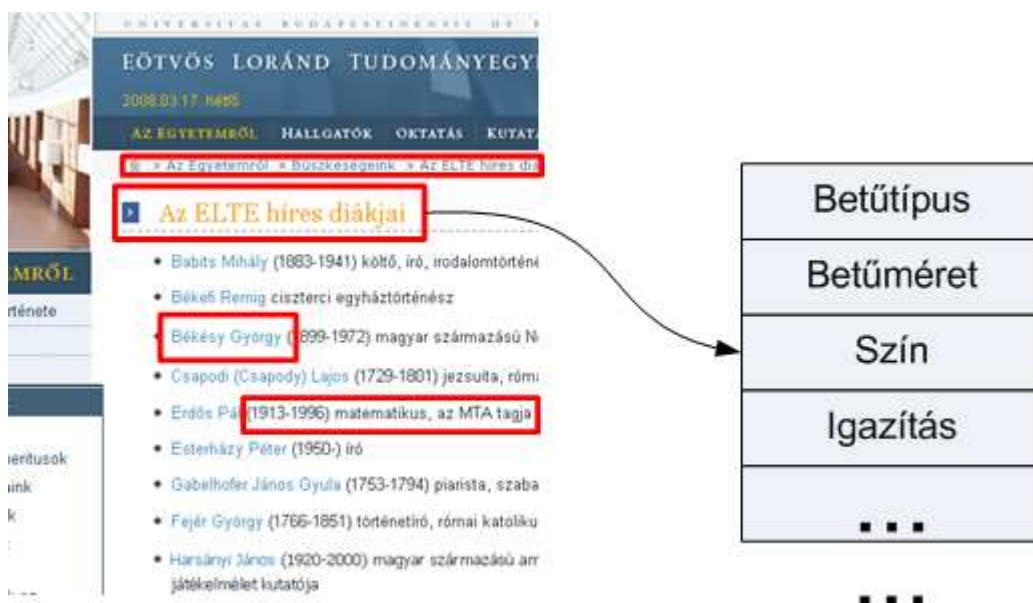 EÖTVÖS LORÁND TUDOMÁNYEGY
2008.03.17. Hétfő
AZ EGYETEMRŐL HALLGATÓK OKTATÁS KUTAT
» Az Egyetemről » Büszkeségeink » Az ELTE híres diá
Az ELTE híres diákjai
EMRŐL
rténete
• Babits Mihály (1883-1941) költő, író, irodalomtörténé
• Békefi Remig ciszterci egyháztörténész
• Békésy György (1899-1972) magyar származású N
• Csapodi (Csapody) Lajos (1729-1801) jezsuita, róma
• Erdős Pál (1913-1996) matematikus, az MTA tagja
• Esterházy Péter (1950-) író
• Gabelhofer János Gyula (1753-1794) piarista, szaba
• Fejér György (1766-1851) történetíró, római katoliku
• Harsányi János (1920-2000) magyar származású am
játékelmélet kutatója
eritusok
aink
k
Betűtípus
Betűméret
Szín
Igazítás
...
...